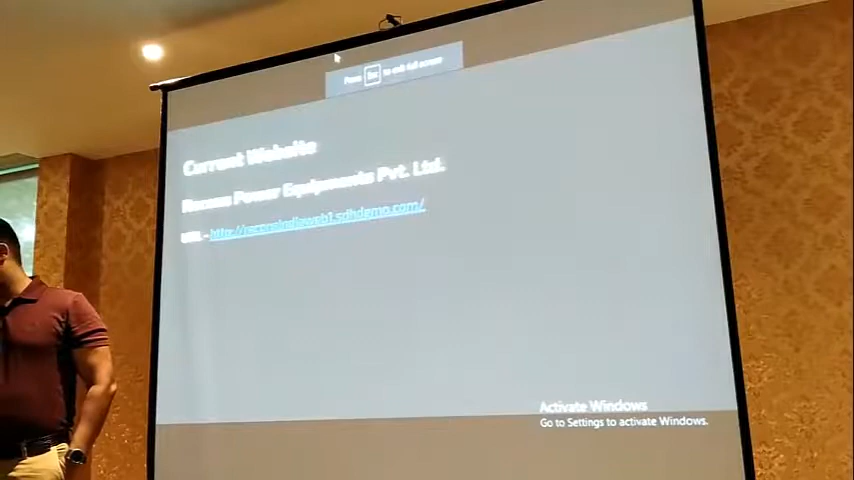 Press Esc to exit full screen
Current Website
Power Equipments Pvt. Ltd.
URL -
Activate Windows
Go to Settings to activate Windows.